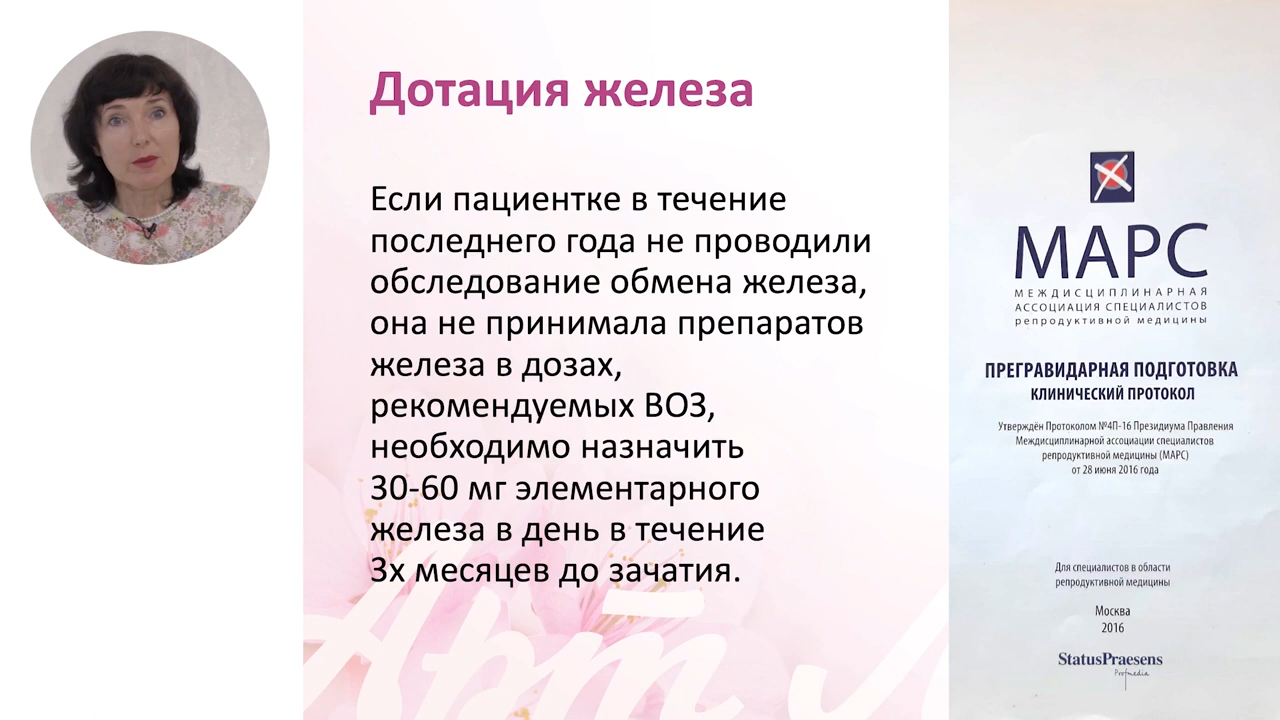 Дотация железа
Если пациентке в течение
последнего года не проводили
обследование обмена железа,
она не принимала препаратов
железа в дозах,
рекомендуемых ВОЗ,
необходимо назначить
30-60 мг элементарного
железа в день в течение
3х месяцев до зачатия.
МАРС
МЕЖДИСЦИПЛИНАРНАЯ
АССОЦИАЦИЯ СПЕЦИАЛИСТОВ
репродуктивной медицины
ПРЕГРАВИДАРНАЯ ПОДГОТОВКА
КЛИНИЧЕСКИЙ ПРОТОКОЛ
Утверждён Протоколом №4П-16 Президиума Правления
Междисциплинарной ассоциации специалистов
репродуктивной медицины (МАРС)
от 28 июня 2016 года
Для специалистов в области
репродуктивной медицины
Москва
2016
StatusPraesens
Profmedia